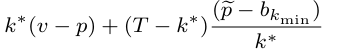 $k^*(v - p) + (T - k^*)\frac{(\widetilde{p} - b_{k_{\min}})}{k^*}$